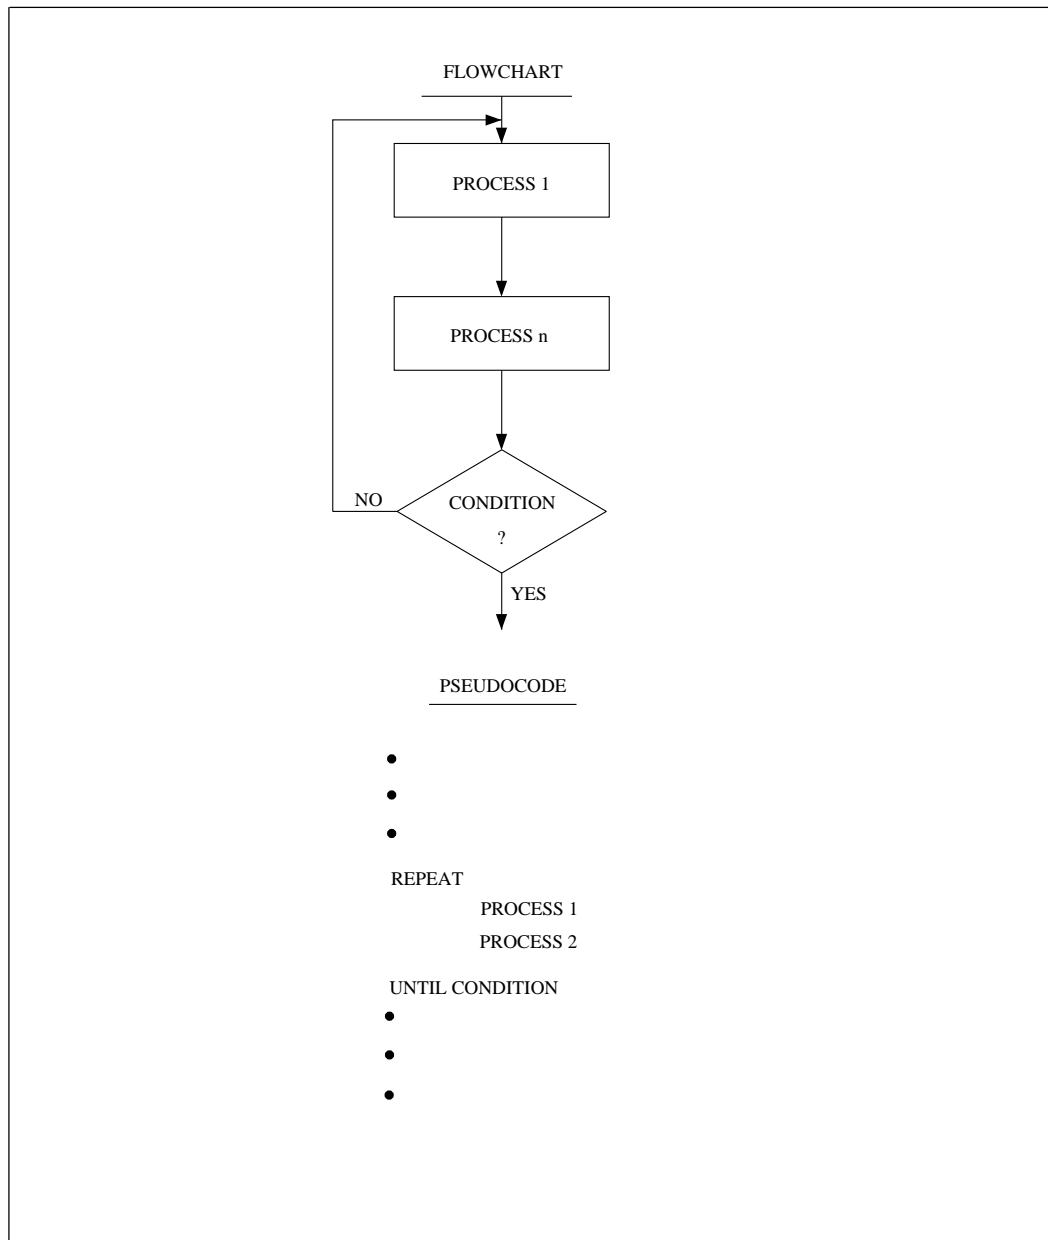 FLOWCHART
PROCESS 1
PROCESS n
NO
CONDITION
?
YES
PSEUDOCODE
REPEAT
PROCESS 1
PROCESS 2
UNTIL CONDITION